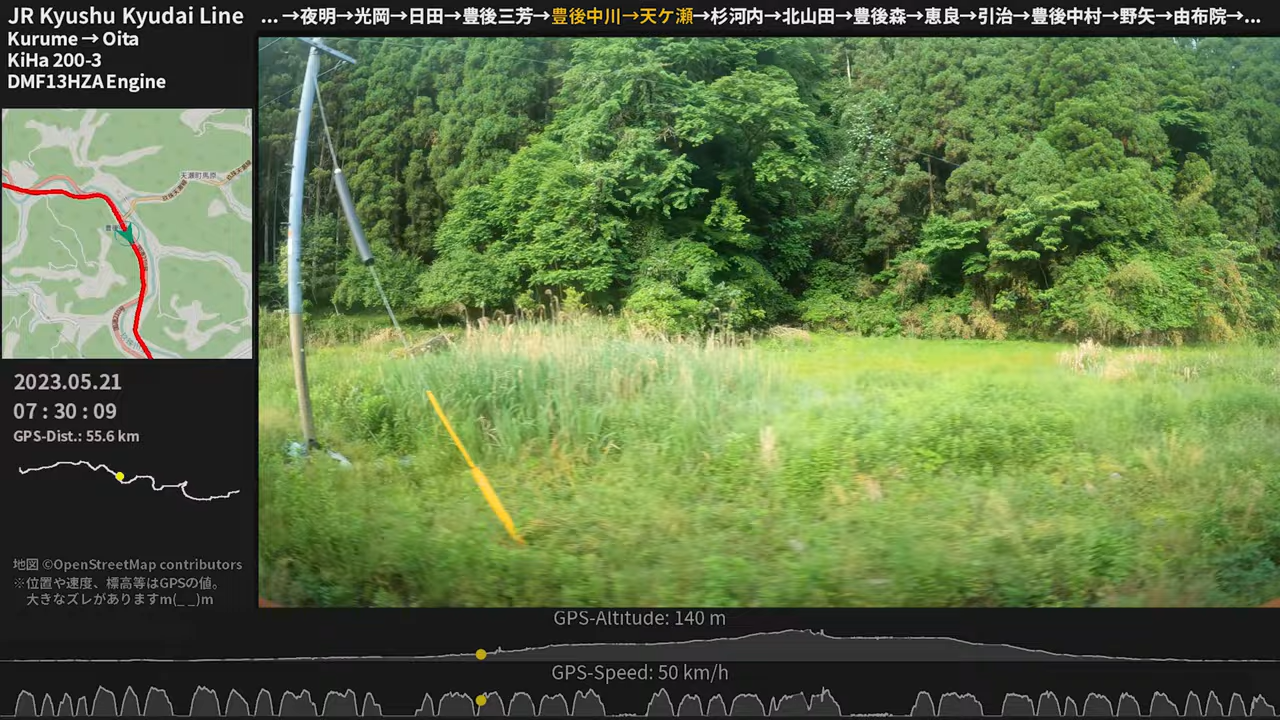 JR Kyushu Kyudai Line
... →夜明→光岡→日田→豊後三芳→豊後中川→天ケ瀬→杉河内→北山田→豊後森→恵良→引治→豊後中村→野矢→由布院→...
Kurume → Oita
KiHa 200-3
DMF13HZA Engine
天瀬町馬原
2023.05.21
07 : 30 : 09
GPS-Dist.: 55.6 km
地図 ©OpenStreetMap contributors
※位置や速度、標高等はGPSの値。
大きなズレがありますm(_ _)m
GPS-Altitude: 140 m
GPS-Speed: 50 km/h